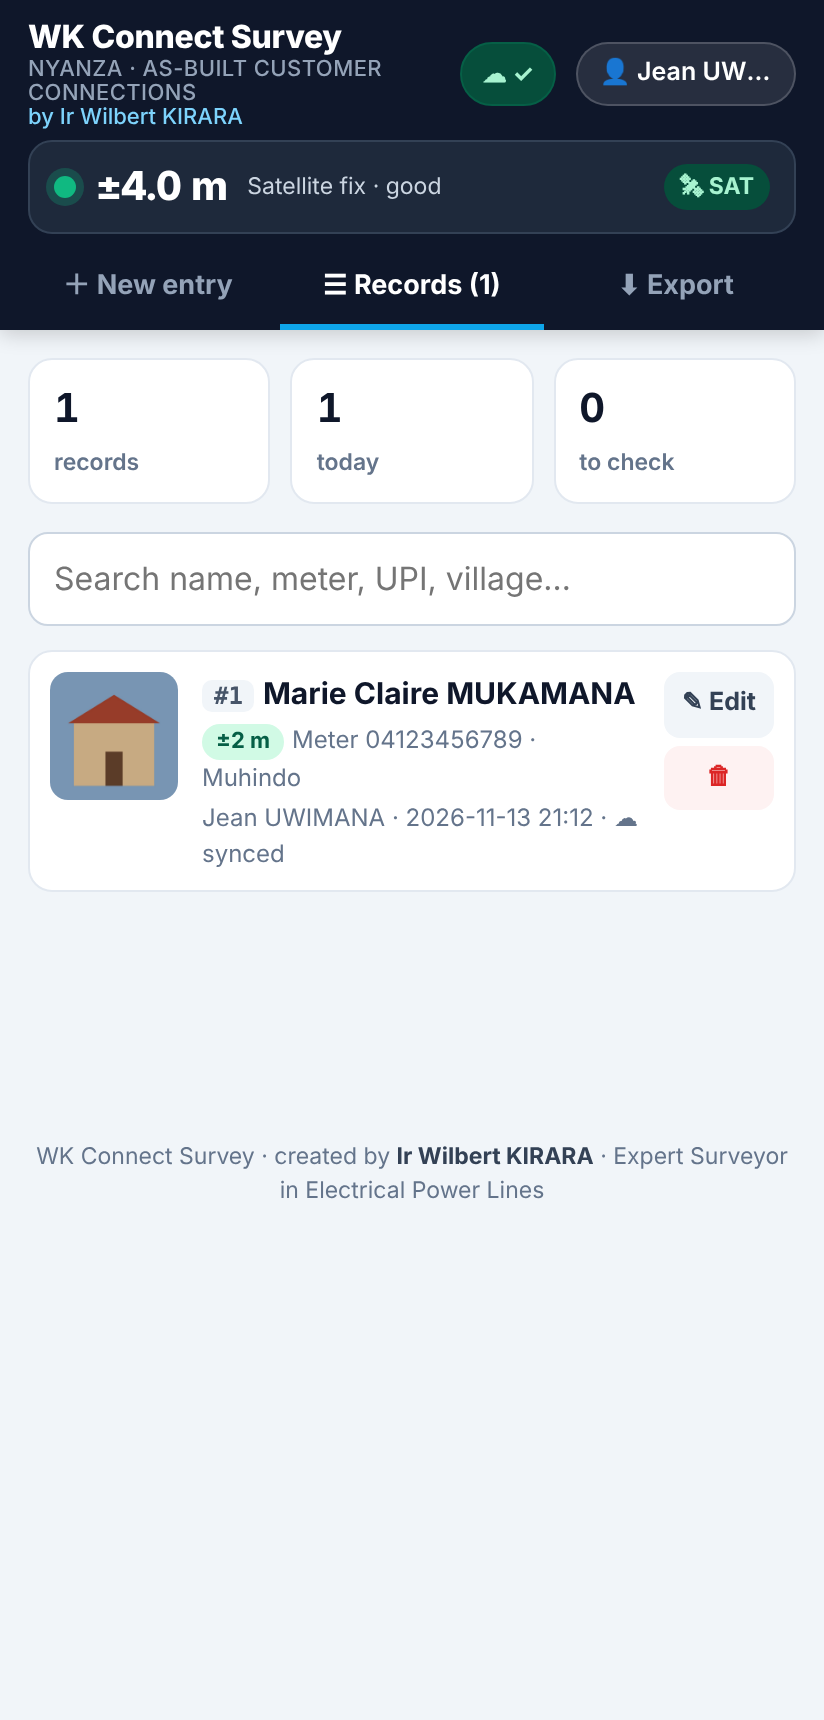 WK Connect Survey
NYANZA · AS-BUILT CUSTOMER
CONNECTIONS
by Ir Wilbert KIRARA
☁ ✓
👤 Jean UW...
±4.0 m Satellite fix · good
🛰 SAT
＋ New entry
☰ Records (1)
⬇ Export
1
records
1
today
0
to check
Search name, meter, UPI, village...
#1 Marie Claire MUKAMANA
±2 m Meter 04123456789 ·
Muhindo
Jean UWIMANA · 2026-11-13 21:12 · ☁
synced
✎ Edit
🗑
WK Connect Survey · created by Ir Wilbert KIRARA · Expert Surveyor
in Electrical Power Lines